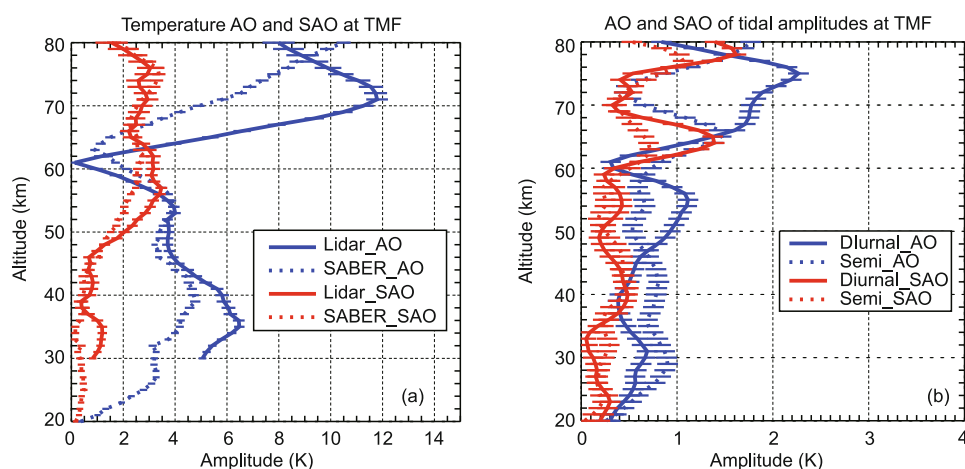 Temperature AO and SAO at TMF
80
70
60
50
40
30
20
Altitude (km)
0 2 4 6 8 10 12 14
Amplitude (K)
Lidar_AO
SABER_AO
Lidar_SAO
SABER_SAO
(a)
AO and SAO of tidal amplitudes at TMF
80
70
60
50
40
30
20
Altitude (km)
0 1 2 3 4
Amplitude (K)
DIurnal_AO
Semi_AO
Diurnal_SAO
Semi_SAO
(b)